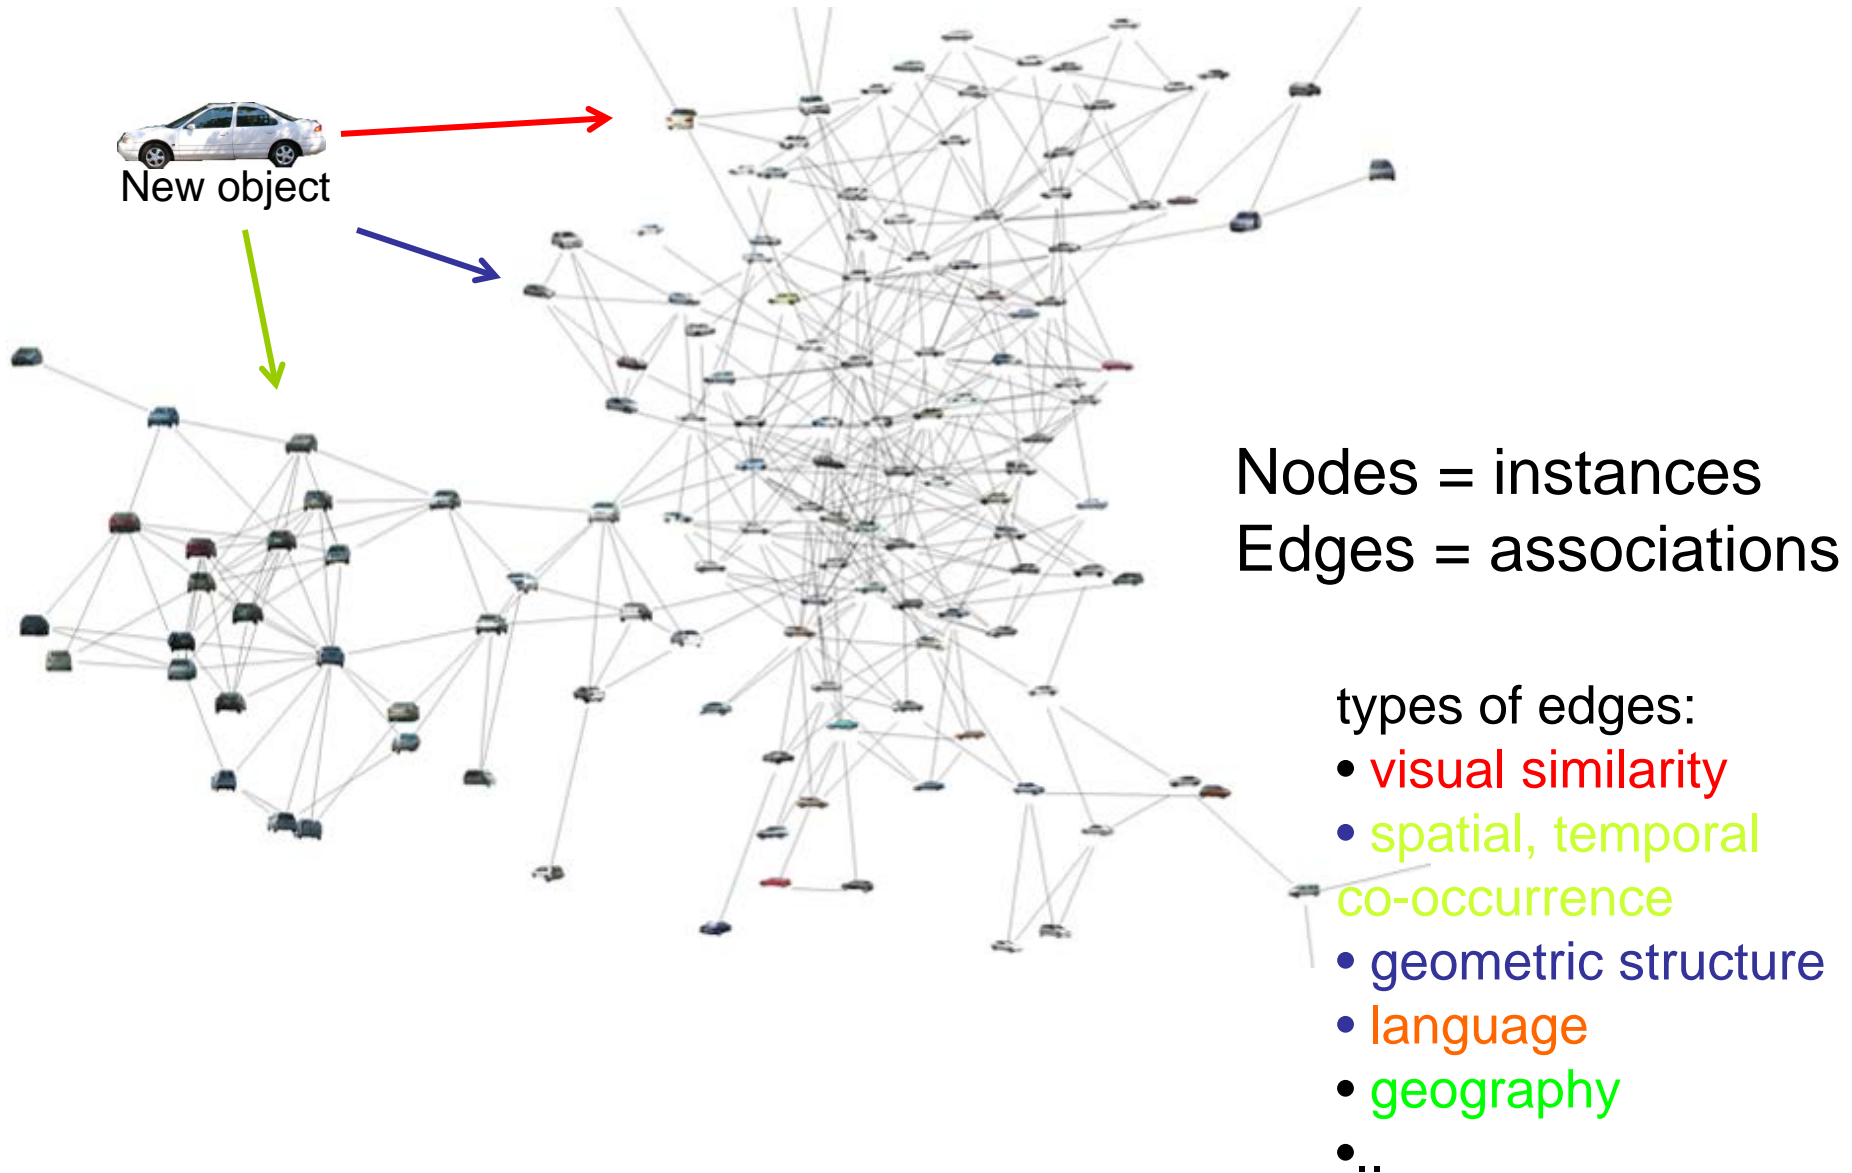 New object
Nodes = instances
Edges = associations
types of edges:
• visual similarity
• spatial, temporal
co-occurrence
• geometric structure
• language
• geography
•..